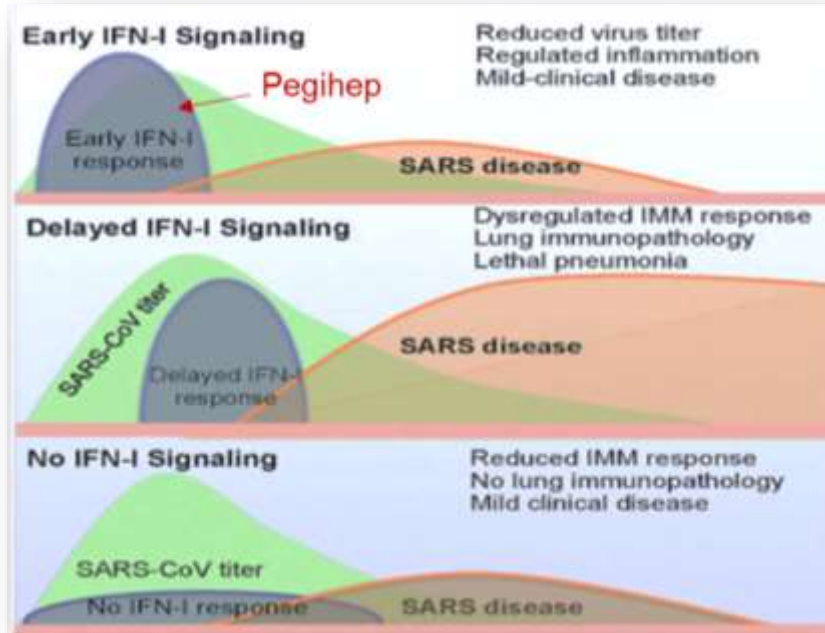 Early IFN-I Signaling
Reduced virus titer
Regulated inflammation
Mild-clinical disease
Pegihep
Early IFN-I
response
SARS disease
Delayed IFN-I Signaling
Dysregulated IMM response
Lung immunopathology
Lethal pneumonia
SARS-CoV titer
Delayed IFN-I
response
SARS disease
No IFN-I Signaling
Reduced IMM response
No lung immunopathology
Mild clinical disease
SARS-CoV titer
No IFN-I response
SARS disease